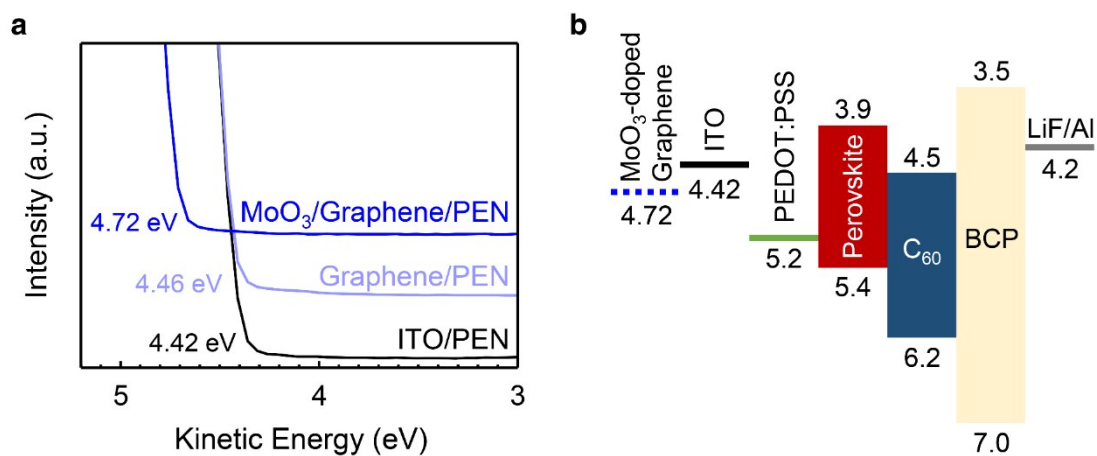 a
Intensity (a.u.)
4.72 eV
MoO₃/Graphene/PEN
4.46 eV
Graphene/PEN
4.42 eV
ITO/PEN
5
4
3
Kinetic Energy (eV)
b
MoO₃-doped
Graphene
4.72
ITO
4.42
PEDOT:PSS
5.2
3.9
Perovskite
5.4
4.5
C₆₀
6.2
3.5
BCP
7.0
LiF/Al
4.2